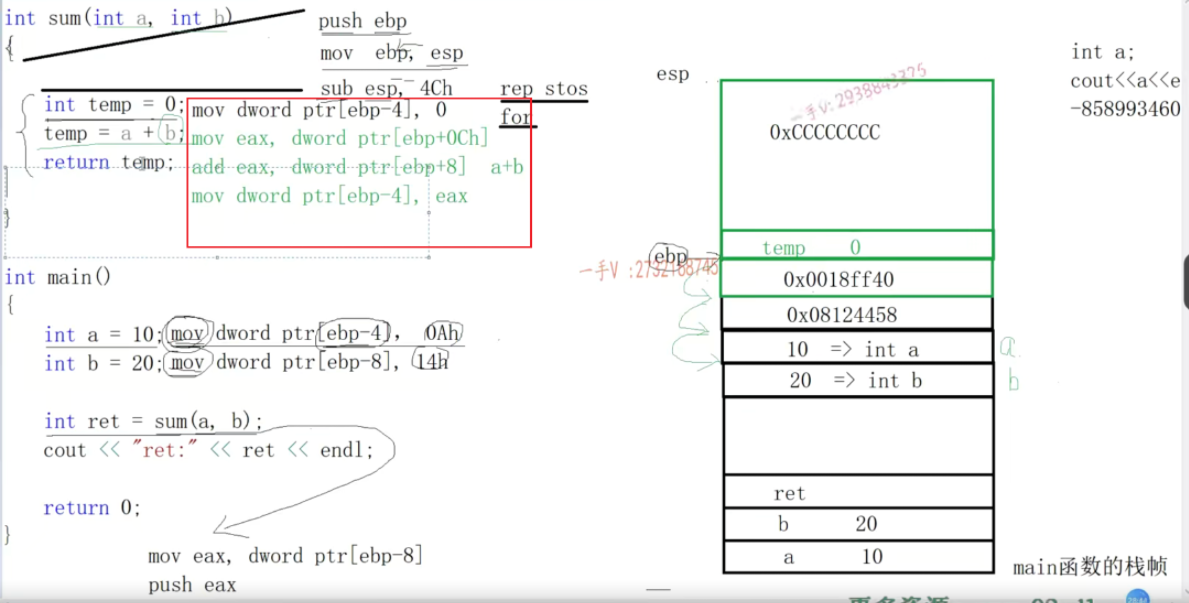 int sum(int a, int b)
{
int temp = 0;
temp = a + b;
return temp;
}
push ebp
mov ebp, esp
sub esp, 4Ch
rep stos
for
mov dword ptr[ebp-4], 0
mov eax, dword ptr[ebp+0Ch]
add eax, dword ptr[ebp+8] a+b
mov dword ptr[ebp-4], eax
int main()
{
int a = 10; mov dword ptr[ebp-4], 0Ah
int b = 20; mov dword ptr[ebp-8], 14h
int ret = sum(a, b);
cout << "ret:" << ret << endl;
return 0;
}
mov eax, dword ptr[ebp-8]
push eax
esp
一手V:2938843375
0xCCCCCCCC
ebp
temp 0
0x0018ff40
0x08124458
10 => int a
a
20 => int b
b
ret
b 20
a 10
main函数的栈帧
int a;
cout<<a<<e
-858993460